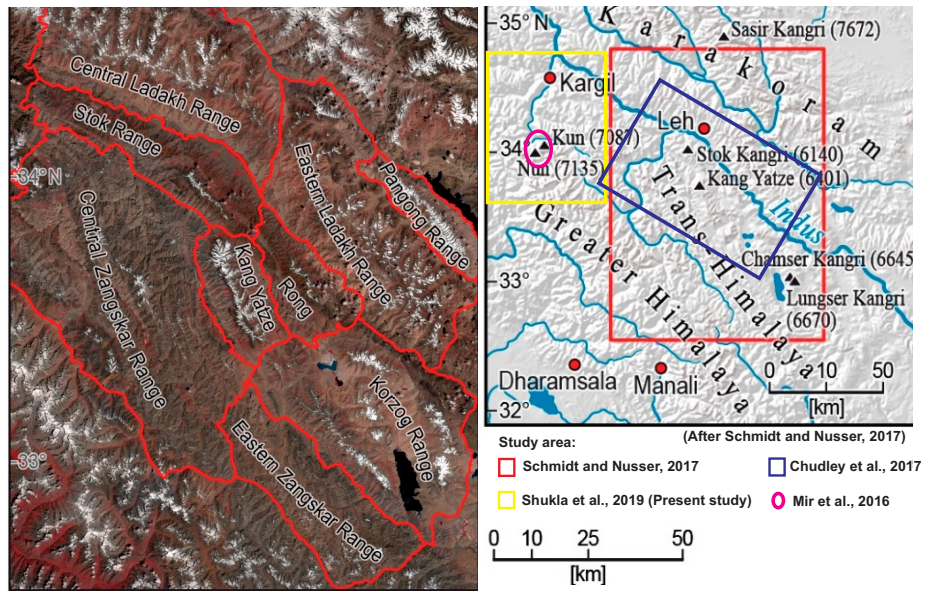 Central Ladakh Range
Stok Range
34° N
Central Zangskar Range
Eastern Ladakh Range
Pangong Range
Kang Yatze
Rong
Korzog Range
33°
Eastern Zangskar Range
35° N
Karakoram
Sasir Kangri (7672)
Kargil
Leh
34°
Kun (7087)
Nun (7135)
Stok Kangri (6140)
Kang Yatze (6401)
Trans Himalaya
Indus
Greater Himalaya
Chamser Kangri (6645
33°
Lungser Kangri
(6670)
Dharamsala
Manali
0 10 50
[km]
32°
(After Schmidt and Nusser, 2017)
Study area:
Schmidt and Nusser, 2017
Chudley et al., 2017
Shukla et al., 2019 (Present study)
Mir et al., 2016
0 10 25 50
[km]